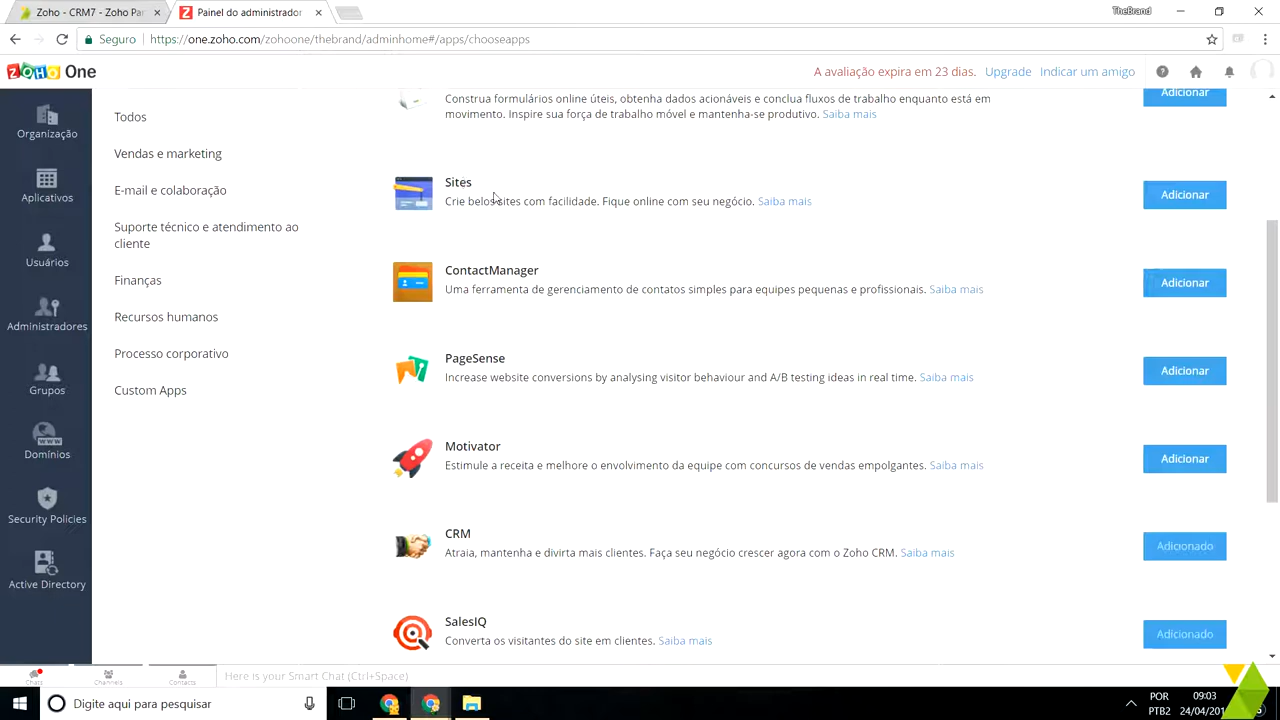 Zoho - CRM7 - Zoho Pa
Painel do administrador
TheBrand
Seguro
https://one.zoho.com/zohoone/thebrand/adminhome#/apps/chooseapps
ZOHO One
A avaliação expira em 23 dias. Upgrade Indicar um amigo
Organização
Aplicativos
Usuários
Administradores
Grupos
Domínios
Security Policies
Active Directory
Todos
Vendas e marketing
E-mail e colaboração
Suporte técnico e atendimento ao
cliente
Finanças
Recursos humanos
Processo corporativo
Custom Apps
Construa formulários online úteis, obtenha dados acionáveis e conclua fluxos de trabalho enquanto está em
movimento. Inspire sua força de trabalho móvel e mantenha-se produtivo. Saiba mais
Adicionar
Sites
Crie belos sites com facilidade. Fique online com seu negócio. Saiba mais
Adicionar
ContactManager
Uma ferramenta de gerenciamento de contatos simples para equipes pequenas e profissionais. Saiba mais
Adicionar
PageSense
Increase website conversions by analysing visitor behaviour and A/B testing ideas in real time. Saiba mais
Adicionar
Motivator
Estimule a receita e melhore o envolvimento da equipe com concursos de vendas empolgantes. Saiba mais
Adicionar
CRM
Atraia, mantenha e divirta mais clientes. Faça seu negócio crescer agora com o Zoho CRM. Saiba mais
Adicionado
SalesIQ
Converta os visitantes do site em clientes. Saiba mais
Adicionado
Chats
Channels
Contacts
Here is your Smart Chat (Ctrl+Space)
Digite aqui para pesquisar
POR
PTB2
09:03
24/04/201